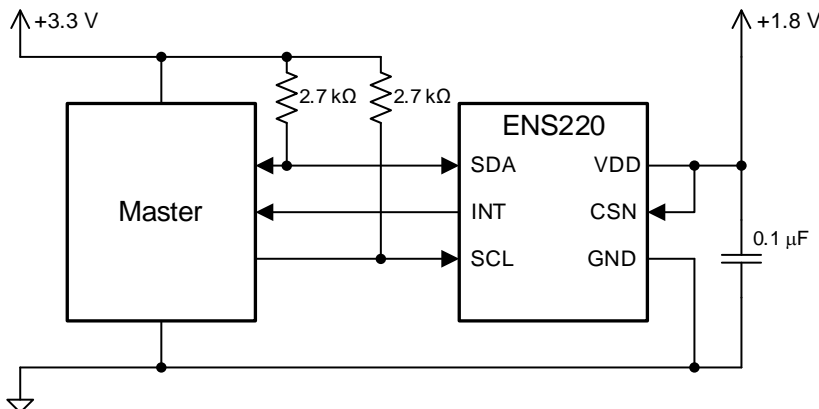 +3.3 V
+1.8 V
2.7 kΩ
2.7 kΩ
ENS220
SDA
VDD
Master
INT
CSN
0.1 µF
SCL
GND